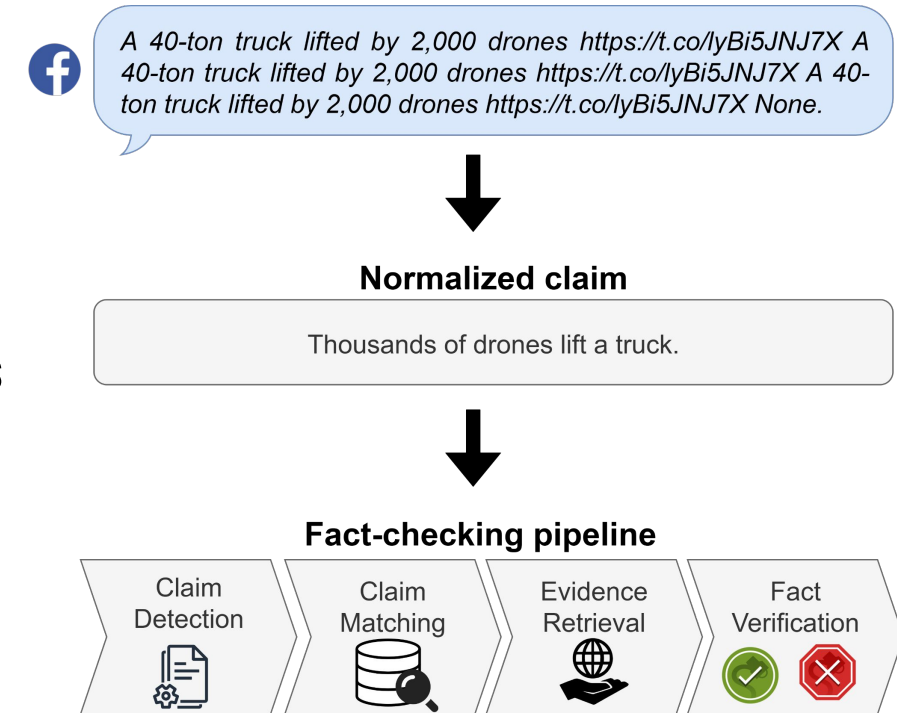 A 40-ton truck lifted by 2,000 drones https://t.co/lyBi5JNJ7X A
40-ton truck lifted by 2,000 drones https://t.co/lyBi5JNJ7X A 40-
ton truck lifted by 2,000 drones https://t.co/lyBi5JNJ7X None.
Normalized claim
Thousands of drones lift a truck.
s
Fact-checking pipeline
Claim
Detection
Claim
Matching
Evidence
Retrieval
Fact
Verification